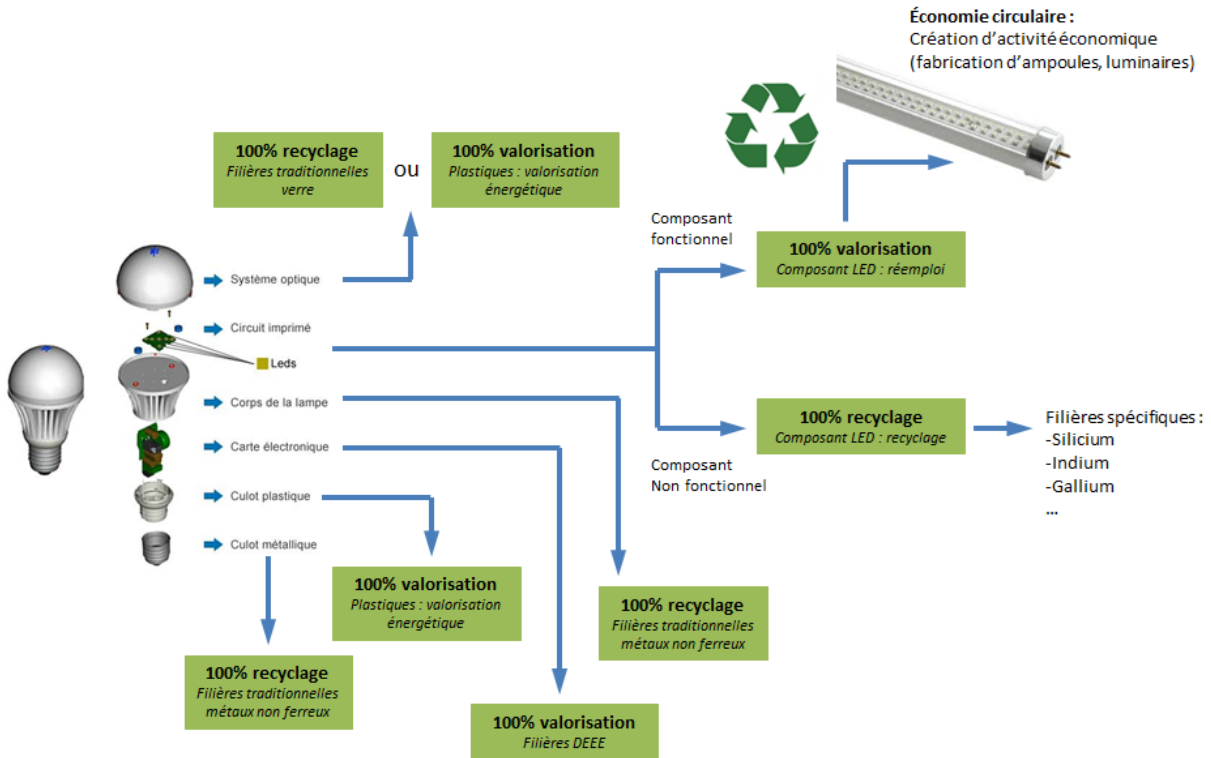 Économie circulaire :
Création d'activité économique
(fabrication d'ampoules, luminaires)
100% recyclage
Filières traditionnelles
verre
ou
100% valorisation
Plastiques : valorisation
énergétique
Composant
fonctionnel
100% valorisation
Composant LED : réemploi
Système optique
Circuit imprimé
Leds
Corps de la lampe
Carte électronique
Culot plastique
Culot métallique
100% recyclage
Composant LED : recyclage
Composant
Non fonctionnel
Filières spécifiques :
-Silicium
-Indium
-Gallium
...
100% valorisation
Plastiques : valorisation
énergétique
100% recyclage
Filières traditionnelles
métaux non ferreux
100% recyclage
Filières traditionnelles
métaux non ferreux
100% valorisation
Filières DEEE